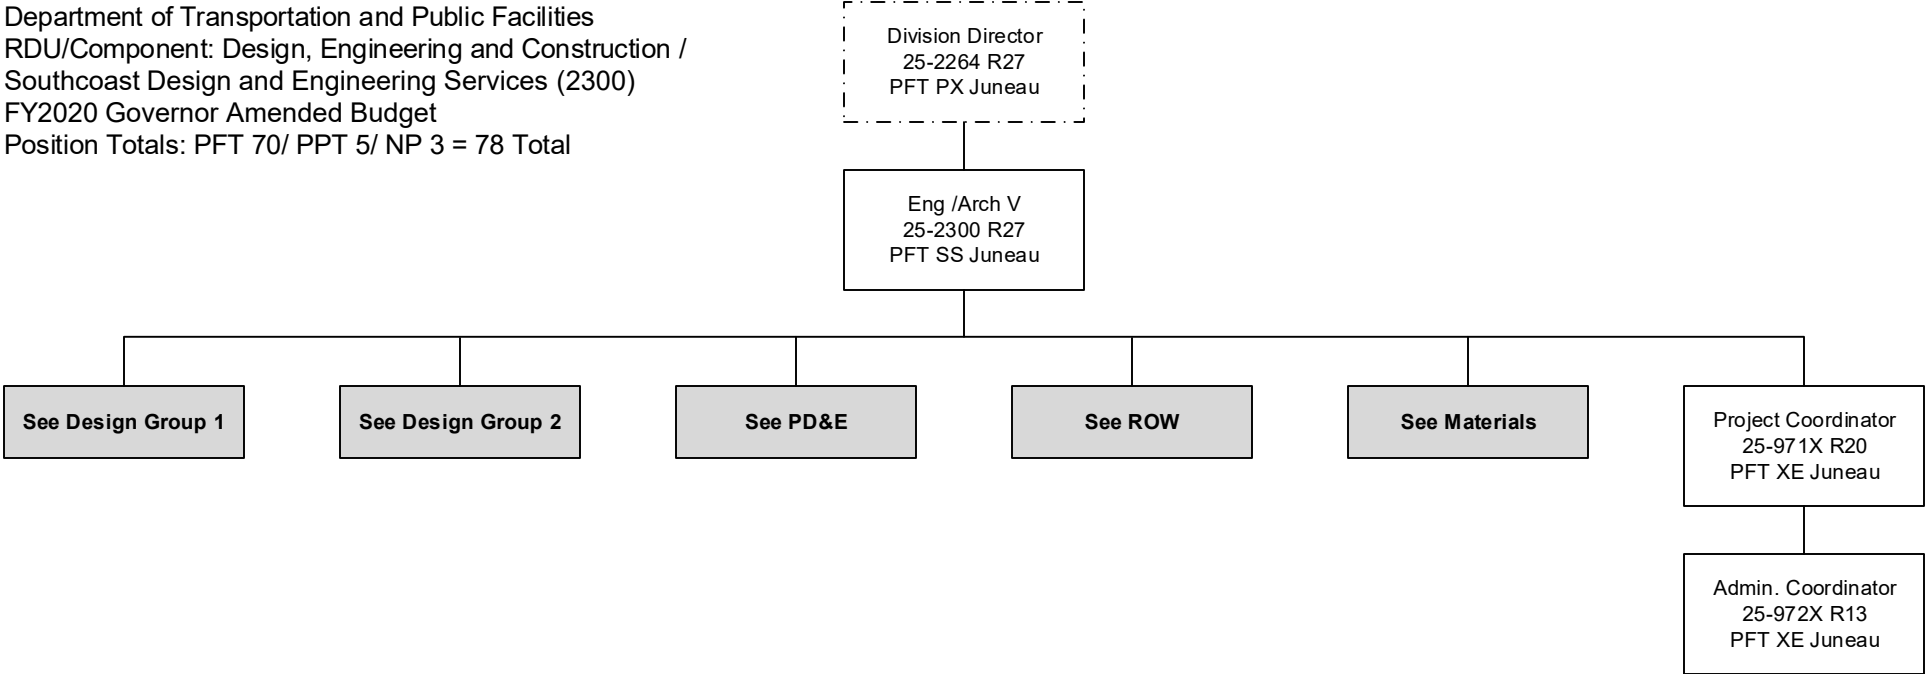 Department of Transportation and Public Facilities
RDU/Component: Design, Engineering and Construction /
Southcoast Design and Engineering Services (2300)
FY2020 Governor Amended Budget
Position Totals: PFT 70/ PPT 5/ NP 3 = 78 Total
Division Director
25-2264 R27
PFT PX Juneau
Eng /Arch V
25-2300 R27
PFT SS Juneau
See Design Group 1
See Design Group 2
See PD&E
See ROW
See Materials
Project Coordinator
25-971X R20
PFT XE Juneau
Admin. Coordinator
25-972X R13
PFT XE Juneau